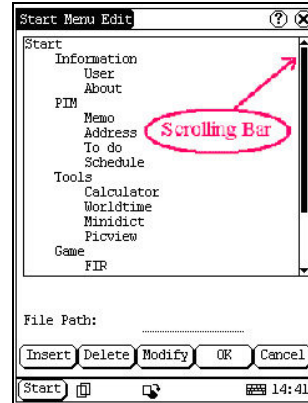 Start Menu Edit
Start
Information
User
About
PIM
Memo
Address
To do
Schedule
Scrolling Bar
Tools
Calculator
Worldtime
Minidict
Picview
Game
FIR
File Path:
Insert Delete Modify OK Cancel
Start 14:41